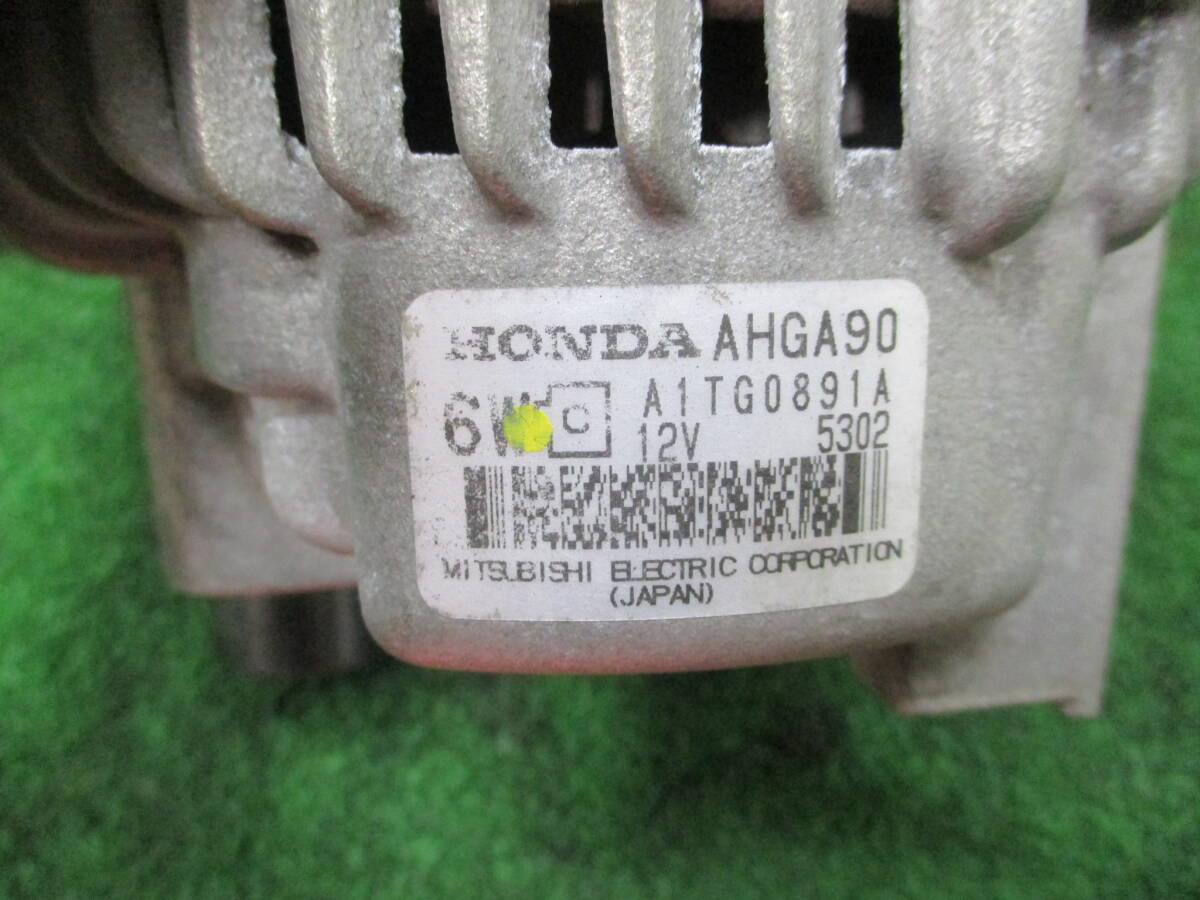 HONDA AHGA90
6W C A1TG0891A
12V 5302
MITSUBISHI ELECTRIC CORPORATION
(JAPAN)